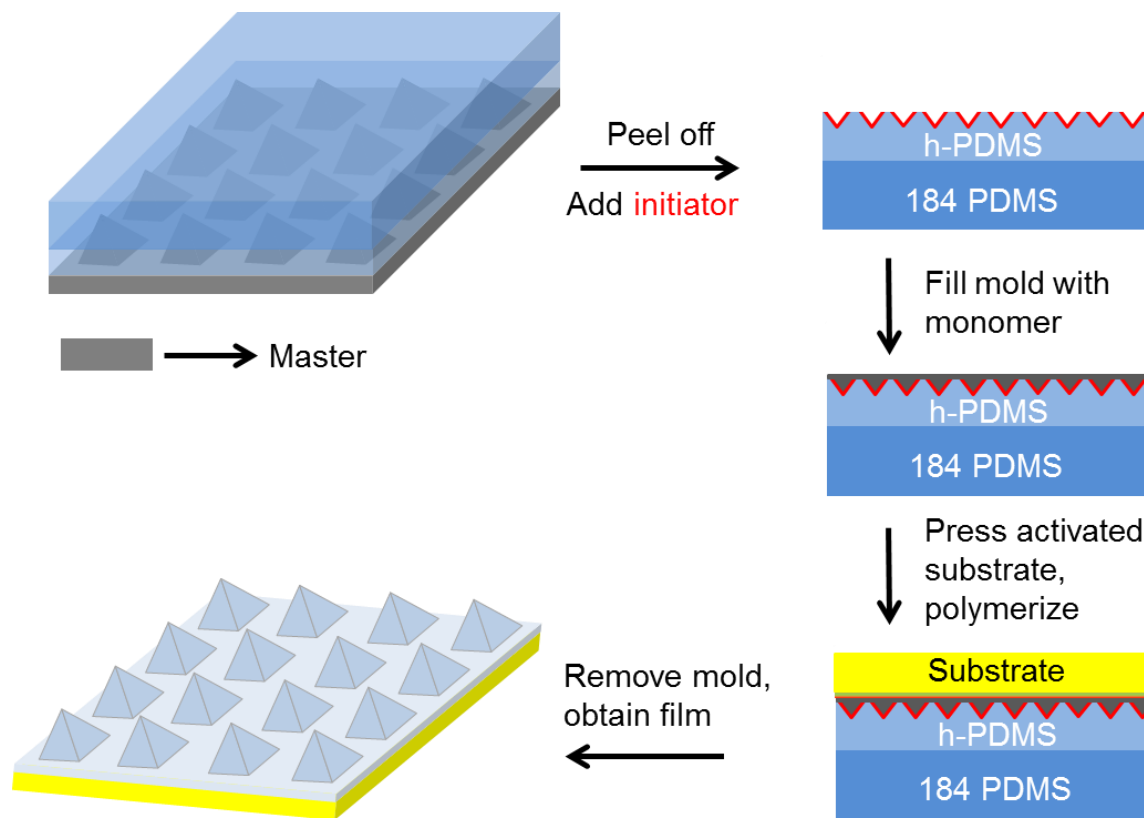 Peel off
Add initiator
h-PDMS
184 PDMS
Fill mold with
monomer
Master
h-PDMS
184 PDMS
Press activated
substrate,
polymerize
Substrate
h-PDMS
184 PDMS
Remove mold,
obtain film